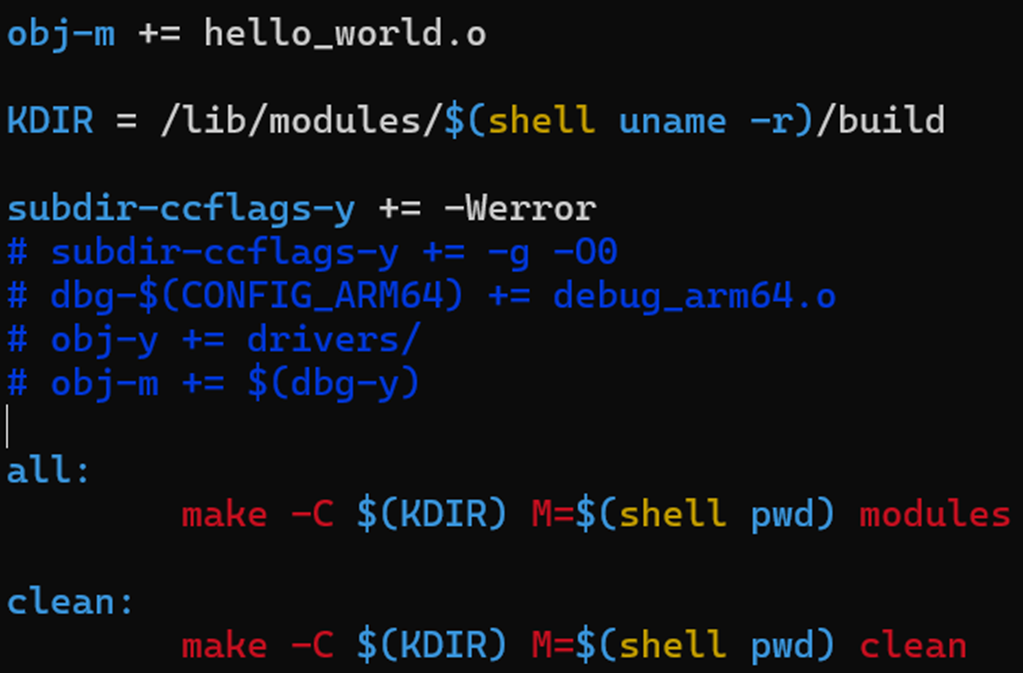 obj-m += hello_world.o
KDIR = /lib/modules/$(shell uname -r)/build
subdir-ccflags-y += -Werror
# subdir-ccflags-y += -g -O0
# dbg-$(CONFIG_ARM64) += debug_arm64.o
# obj-y += drivers/
# obj-m += $(dbg-y)
all:
make -C $(KDIR) M=$(shell pwd) modules
clean:
make -C $(KDIR) M=$(shell pwd) clean